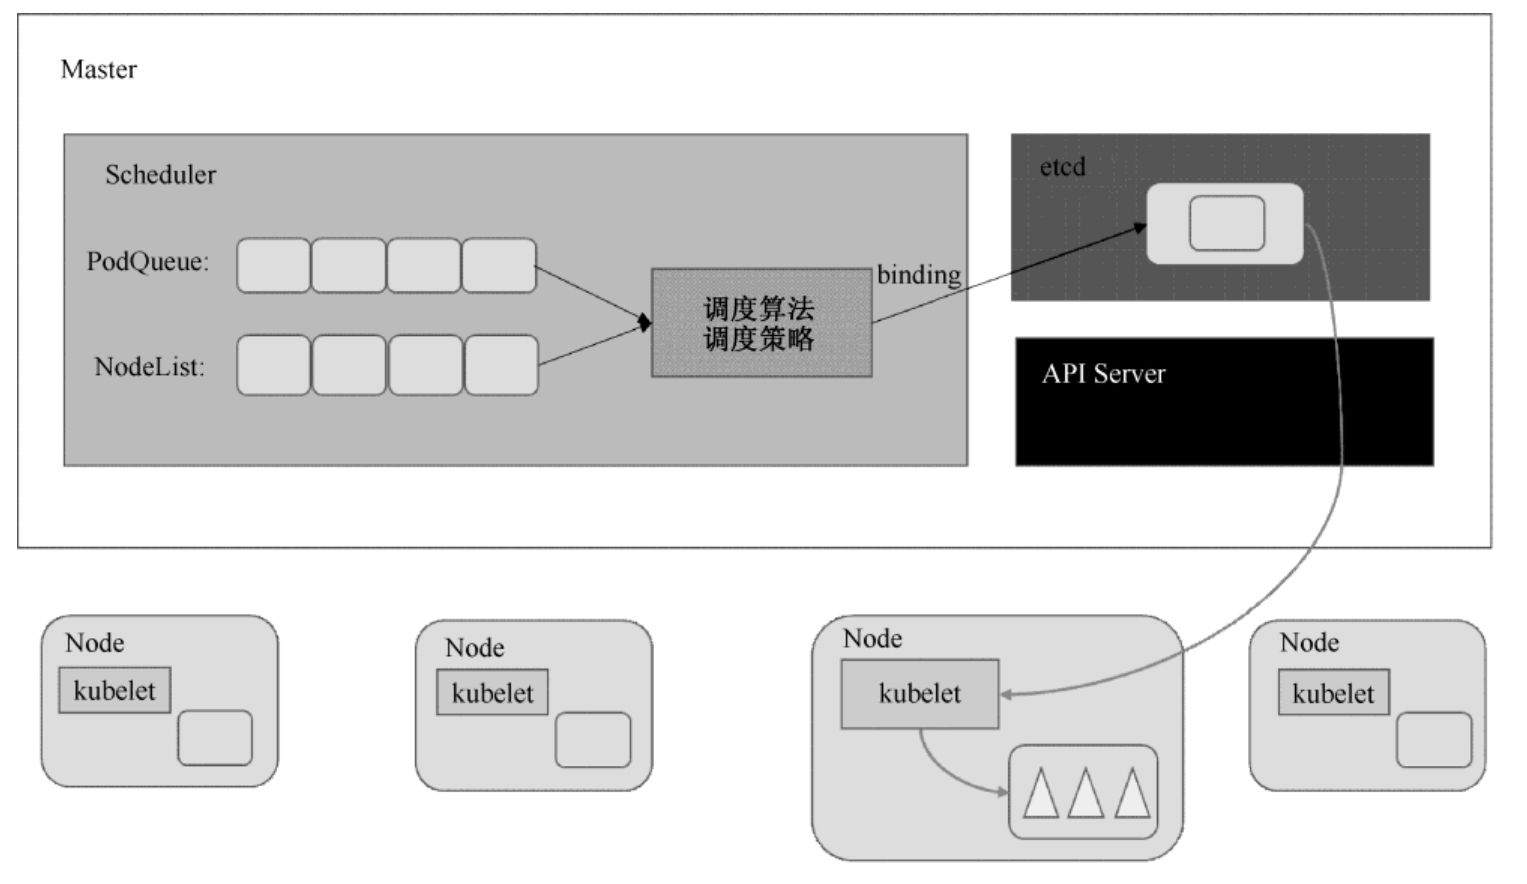 Master
Scheduler
etcd
PodQueue:
binding
调度算法
调度策略
NodeList:
API Server
Node
kubelet
Node
kubelet
Node
kubelet
Node
kubelet